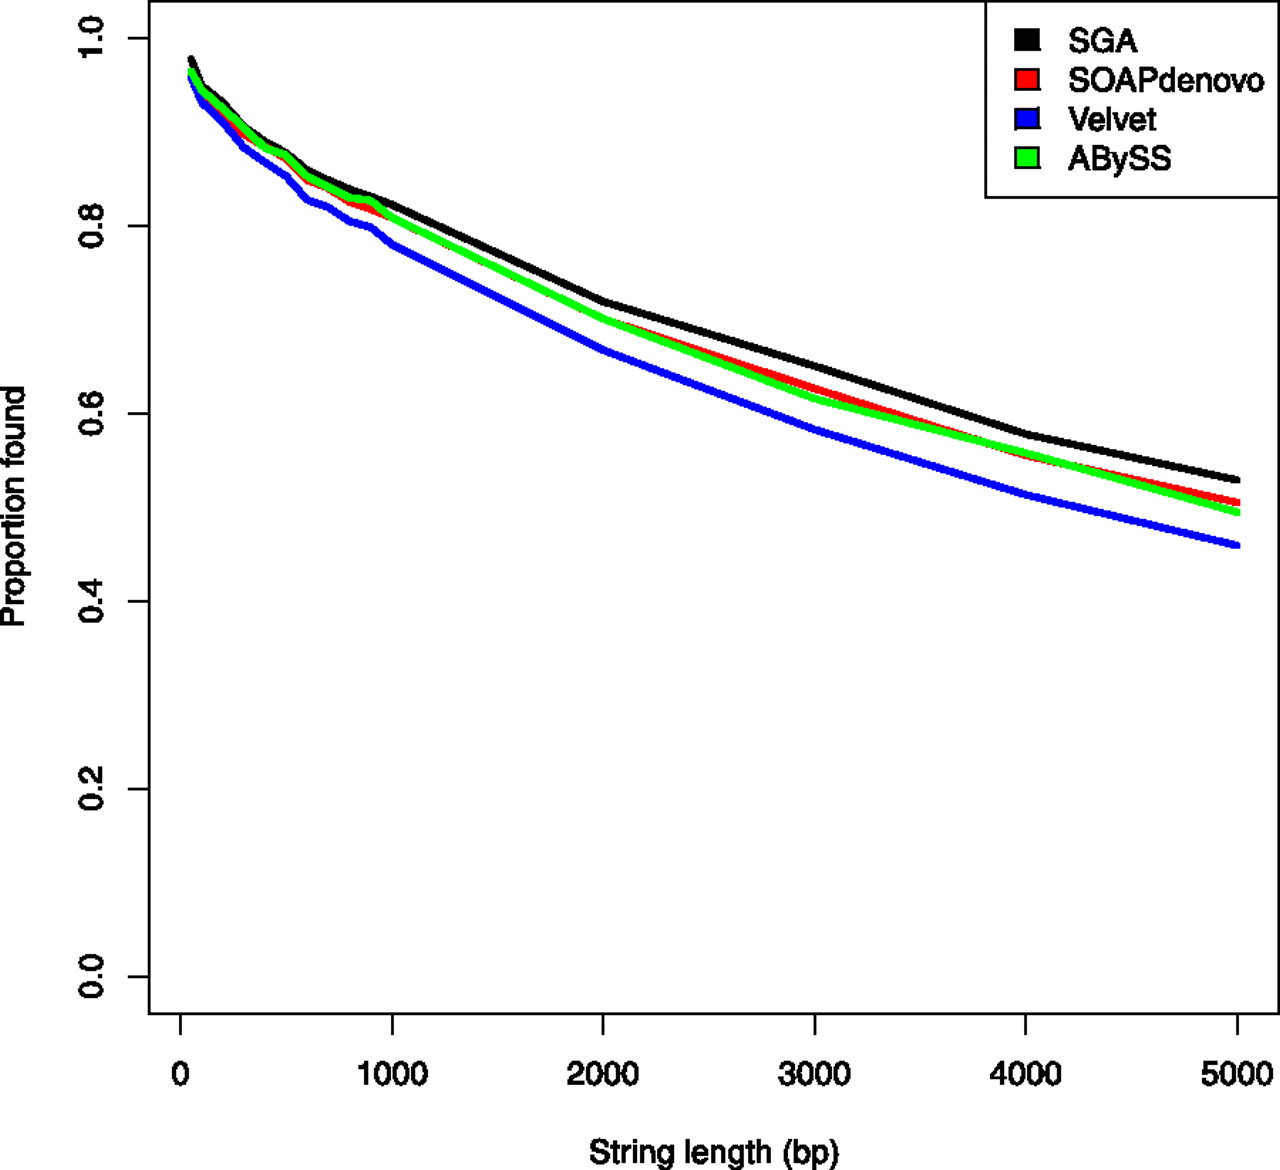 SGA
SOAPdenovo
Velvet
ABySS
Proportion found
1.0
0.8
0.6
0.4
0.2
0.0
0 1000 2000 3000 4000 5000
String length (bp)